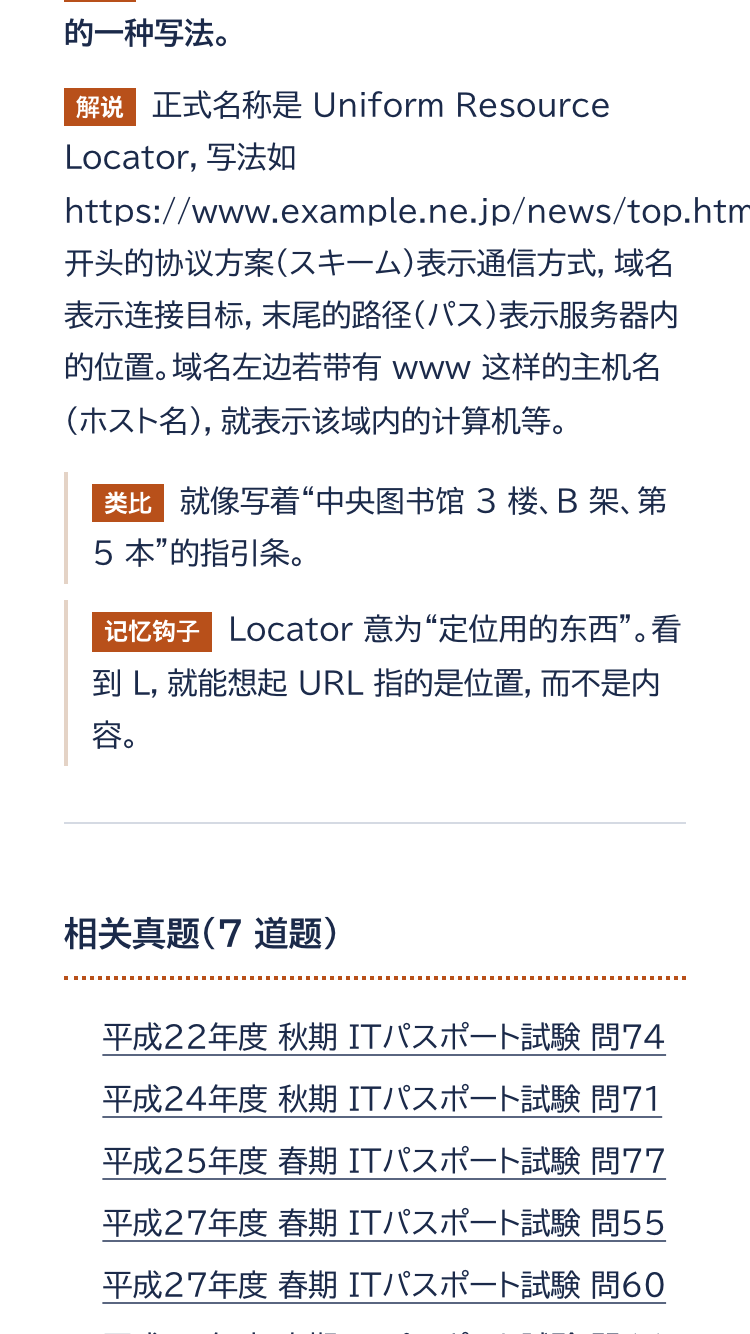 的一种写法。
解说 正式名称是 Uniform Resource
Locator，写法如
https://www.example.ne.jp/news/top.htm
开头的协议方案（スキーム）表示通信方式，域名
表示连接目标，末尾的路径（パス）表示服务器内
的位置。域名左边若带有 www 这样的主机名
（ホスト名），就表示该域内的计算机等。
类比 就像写着“中央图书馆 3 楼、B 架、第
5 本”的指引条。
记忆钩子 Locator 意为“定位用的东西”。看
到 L，就能想起 URL 指的是位置，而不是内
容。
相关真题（7 道题）
平成22年度 秋期 ITパスポート試験 問74
平成24年度 秋期 ITパスポート試験 問71
平成25年度 春期 ITパスポート試験 問77
平成27年度 春期 ITパスポート試験 問55
平成27年度 春期 ITパスポート試験 問60